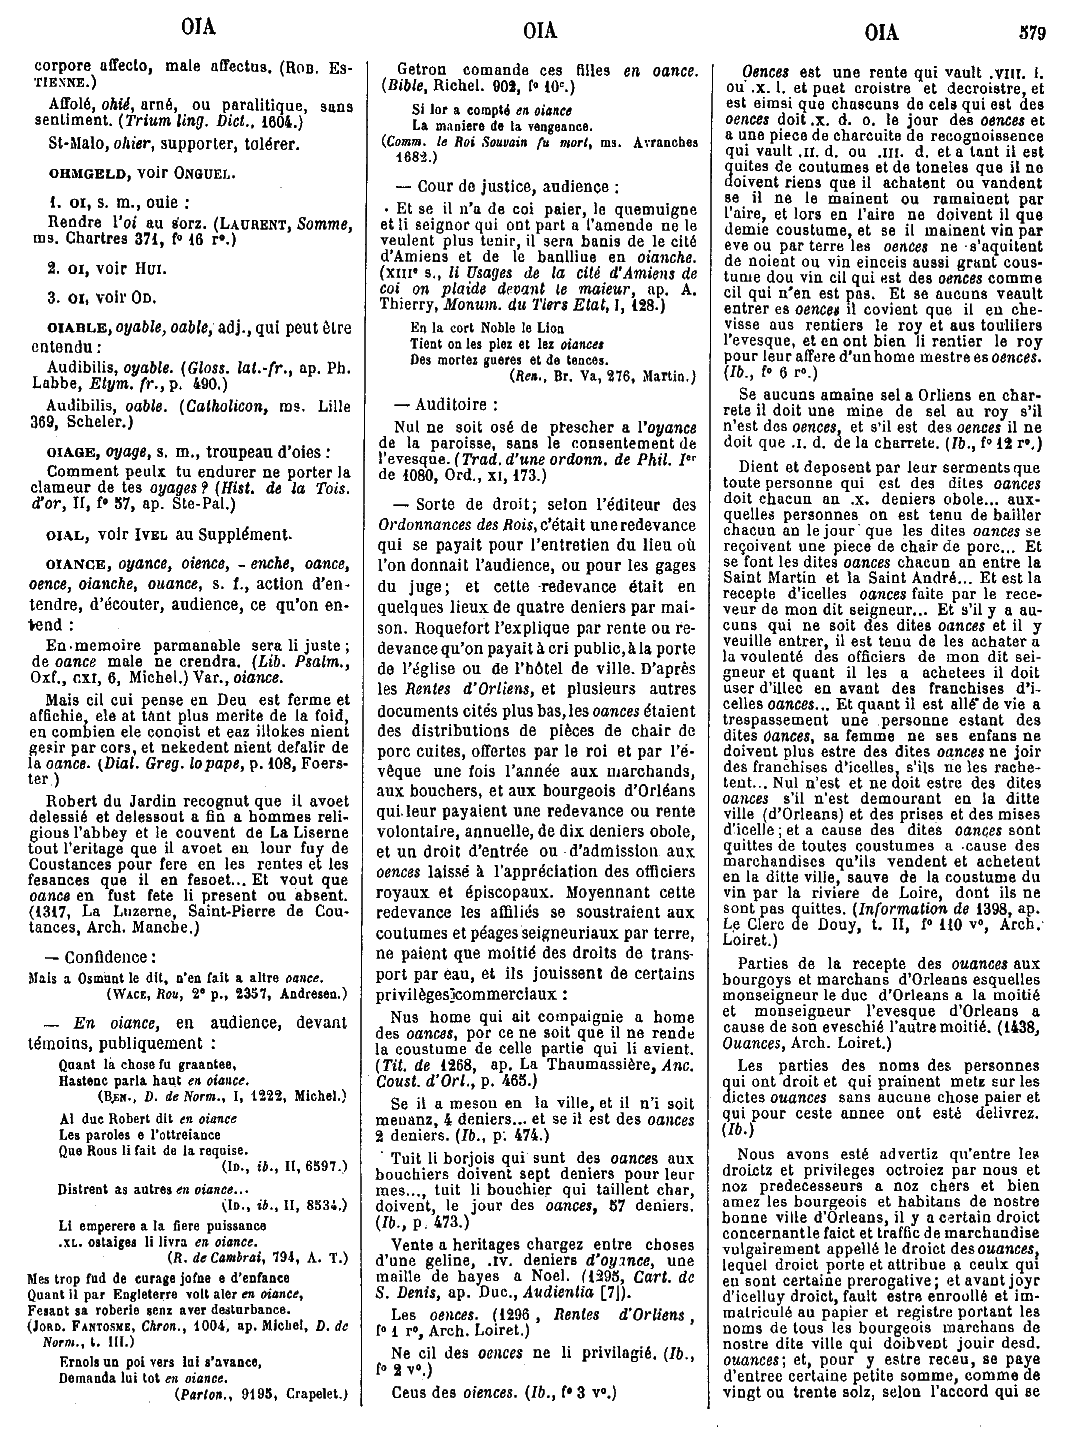 OIA
OIA
OIA
579
corpore affecto, male affectus. (ROB. ES-
TIENNE.)
Affolé, ohié, arné, ou paralitique, sans
sentiment. (Trium ling. Dict., 1604.)
St-Malo, ohier, supporter, tolérer.
OHMGELD, voir ONGUEL.
1. OI, s. m., ouie :
Rendre l'oi au sorz. (LAURENT, Somme,
ms. Chartres 371, f° 16 r°.)
2. OI, voir HUI.
3. OI, voir OD.
OIABLE, oyable, oable, adj., qui peut être
entendu :
Audibilis, oyable. (Gloss. lat.-fr., ap. Ph.
Labbe, Etym. fr., p. 490.)
Audibilis, oable. (Catholicon, ms. Lille
369, Scheler.)
OIAGE, oyage, s. m., troupeau d'oies :
Comment peulx tu endurer ne porter la
clameur de tes oyages ? (Hist. de la Tois.
d'or, II, f° 57, ap. Ste-Pal.)
OIAL, voir IVEL au Supplément.
OIANCE, oyance, oience, - enche, oance,
oence, oianche, ouance, s. f., action d'en-
tendre, d'écouter, audience, ce qu'on en-
tend :
En memoire parmanable sera li juste ;
de oance male ne crendra. (Lib. Psalm.,
Oxf., CXI, 6, Michel.) Var., oiance.
Mais cil cui pense en Deu est ferme et
affichie, ele at tant plus merite de la foid,
en combien ele conoist et eaz illokes nient
gesir par cors, et nekedent nient defalir de
la oance. (Dial. Greg. lo pape, p. 108, Foers-
ter.)
Robert du Jardin recognut que il avoet
delessié et delessout a fin a hommes reli-
gious l'abbey et le couvent de La Liserne
tout l'eritage que il avoet en lour fuy de
Coustances pour fere en les rentes et les
fesances que il en fesoet... Et vout que
oance en fust fete li present ou absent.
(1317, La Luzerne, Saint-Pierre de Cou-
tances, Arch. Manche.)
— Confidence :
Mais a Osmunt le dit, n'en fait a altre oance.
(WACE, Rou, 2e p., 2357, Andresen.)
— En oiance, en audience, devant
témoins, publiquement :
Quant la chose fu graantee,
Hastenc parla haut en oiance.
(BEN., D. de Norm., I, 1222, Michel.)
Al duc Robert dit en oiance
Les paroles e l'ottreiance
Que Rous li fait de la requise.
(ID., ib., II, 6597.)
Distrent as autres en oiance...
(ID., ib., II, 8534.)
Li emperere a la fiere puissance
.XL. ostaiges li livra en oiance.
(R. de Cambrai, 794, A. T.)
Mes trop fud de curage jofne e d'enfance
Quant il par Engleterre volt aler en oiance,
Fesant sa roberie senz aver desturbance.
(JORD. FANTOSME, Chron., 1004, ap. Michel, D. de
Norm., t. III.)
Ernols un poi vers lui s'avance,
Demanda lui tot en oiance.
(Parton., 9195, Crapelet.)
Getron comande ces filles en oance.
(Bible, Richel. 902, f° 10c.)
Si lor a compté en oiance
La maniere de la vengeance.
(Comm. le Roi Souvain fu mort, ms. Avranches
1682.)
— Cour de justice, audience :
Et se il n'a de coi paier, le quemuigne
et li seignor qui ont part a l'amende ne le
veulent plus tenir, il sera banis de le cité
d'Amiens et de le banliue en oianche.
(XIIIe s., li Usages de la cité d'Amiens de
coi on plaide devant le maieur, ap. A.
Thierry, Monum. du Tiers Etat, I, 128.)
En la cort Noble le Lion
Tient on les plez et lez oiances
Des mortez gueres et de tences.
(Ren., Br. Va, 276, Martin.)
— Auditoire :
Nul ne soit osé de prescher a l'oyance
de la paroisse, sans le consentement de
l'evesque. (Trad. d'une ordonn. de Phil. Ier
de 1080, Ord., XI, 173.)
— Sorte de droit ; selon l'éditeur des
Ordonnances des Rois, c'était une redevance
qui se payait pour l'entretien du lieu où
l'on donnait l'audience, ou pour les gages
du juge ; et cette redevance était en
quelques lieux de quatre deniers par mai-
son. Roquefort l'explique par rente ou re-
devance qu'on payait à cri public, à la porte
de l'église ou de l'hôtel de ville. D'après
les Rentes d'Orliens, et plusieurs autres
documents cités plus bas, les oances étaient
des distributions de pièces de chair de
porc cuites, offertes par le roi et par l'é-
vêque une fois l'année aux marchands,
aux bouchers, et aux bourgeois d'Orléans
qui leur payaient une redevance ou rente
volontaire, annuelle, de dix deniers obole,
et un droit d'entrée ou d'admission aux
oences laissé à l'appréciation des officiers
royaux et épiscopaux. Moyennant cette
redevance les affiliés se soustraient aux
coutumes et péages seigneuriaux par terre,
ne paient que moitié des droits de trans-
port par eau, et ils jouissent de certains
privilèges commerciaux :
Nus home qui ait compaignie a home
des oances, por ce ne soit que il ne rende
la coustume de celle partie qui li avient.
(Tit. de 1268, ap. La Thaumassière, Anc.
Coust. d'Orl., p. 465.)
Se il a meson en la ville, et il n'i soit
menanz, 4 deniers... et se il est des oances
2 deniers. (Ib., p. 474.)
Tuit li borjois qui sunt des oances aux
bouchiers doivent sept deniers pour leur
mes..., tuit li bouchier qui taillent char,
doivent, le jour des oances, 57 deniers.
(Ib., p. 473.)
Vente a heritages chargez entre choses
d'une geline, .IV. deniers d'oyance, une
maille de hayes a Noel. (1295, Cart. de
S. Denis, ap. Duc., Audientia [7].)
Les oences. (1296, Rentes d'Orliens,
f° 1 r°, Arch. Loiret.)
Ne cil des oences ne li privilagié. (Ib.,
f° 2 v°.)
Ceus des oiences. (Ib., f° 3 v°.)
Oences est une rente qui vault .VIII. l.
ou .X. l. et puet croistre et decroistre, et
est eimsi que chascuns de cels qui est des
oences doit .X. d. o. le jour des oences et
a une piece de charcuite de recognoissence
qui vault .II. d. ou .III. d. et a tant il est
quites de coutumes et de toneles que il ne
doivent riens que il achatent ou vandent
se il ne le mainent ou ramainent par
l'aire, et lors en l'aire ne doivent il que
demie coustume, et se il mainent vin par
eve ou par terre les oences ne s'aquitent
de noient ou vin einceis aussi grant cous-
tume dou vin cil qui est des oences comme
cil qui n'en est pas. Et se aucuns veault
entrer es oences il covient que il en che-
visse aus rentiers le roy et aus toulliers
l'evesque, et en ont bien li rentier le roy
pour leur affere d'un home mestre es oences.
(Ib., f° 6 r°.)
Se aucuns amaine sel a Orliens en char-
rete il doit une mine de sel au roy s'il
n'est des oences, et s'il est des oences il ne
doit que .I. d. de la charrete. (Ib., f° 12 r°.)
Dient et deposent par leur serments que
toute personne qui est des dites oances
doit chacun an .X. deniers obole... aux-
quelles personnes on est tenu de bailler
chacun an le jour que les dites oances se
reçoivent une piece de chair de porc... Et
se font les dites oances chacun an entre la
Saint Martin et la Saint André... Et est la
recepte d'icelles oances faite par le rece-
veur de mon dit seigneur... Et s'il y a au-
cuns qui ne soit des dites oances et il y
veuille entrer, il est tenu de les achater a
la voulenté des officiers de mon dit sei-
gneur et quant il les a achetees il doit
user d'illec en avant des franchises d'i-
celles oances... Et quant il est allé de vie a
trespassement une personne estant des
dites oances, sa femme ne ses enfans ne
doivent plus estre des dites oances ne joir
des franchises d'icelles, s'ils ne les rache-
tent... Nul n'est et ne doit estre des dites
oances s'il n'est demourant en la ditte
ville (d'Orleans) et des prises et des mises
d'icelle ; et a cause des dites oances sont
quittes de toutes coustumes a cause des
marchandises qu'ils vendent et achetent
en la ditte ville, sauve de la coustume du
vin par la riviere de Loire, dont ils ne
sont pas quittes. (Information de 1398, ap.
Le Clerc de Douy, t. II, f° 110 v°, Arch.
Loiret.)
Parties de la recepte des ouances aux
bourgoys et marchans d'Orleans esquelles
monseigneur le duc d'Orleans a la moitié
et monseigneur l'evesque d'Orleans a
cause de son eveschié l'autre moitié. (1438,
Ouances, Arch. Loiret.)
Les parties des noms des personnes
qui ont droit et qui prainent metz sur les
dictes ouances sans aucune chose paier et
qui pour ceste annee ont esté delivrez.
(Ib.)
Nous avons esté advertiz qu'entre les
droictz et privileges octroiez par nous et
noz predecesseurs a noz chers et bien
amez les bourgeois et habitans de nostre
bonne ville d'Orleans, il y a certain droict
concernant le faict et traffic de marchandise
vulgairement appellé le droict des ouances,
lequel droict porte et attribue a ceulx qui
en sont certaine prerogative ; et avant joyr
d'icelluy droict, fault estre enroullé et im-
matriculé au papier et registre portant les
noms de tous les bourgeois marchans de
nostre dite ville qui doibvent jouir desd.
ouances ; et, pour y estre receu, se paye
d'entree certaine petite somme, comme de
vingt ou trente solz, selon l'accord qui se